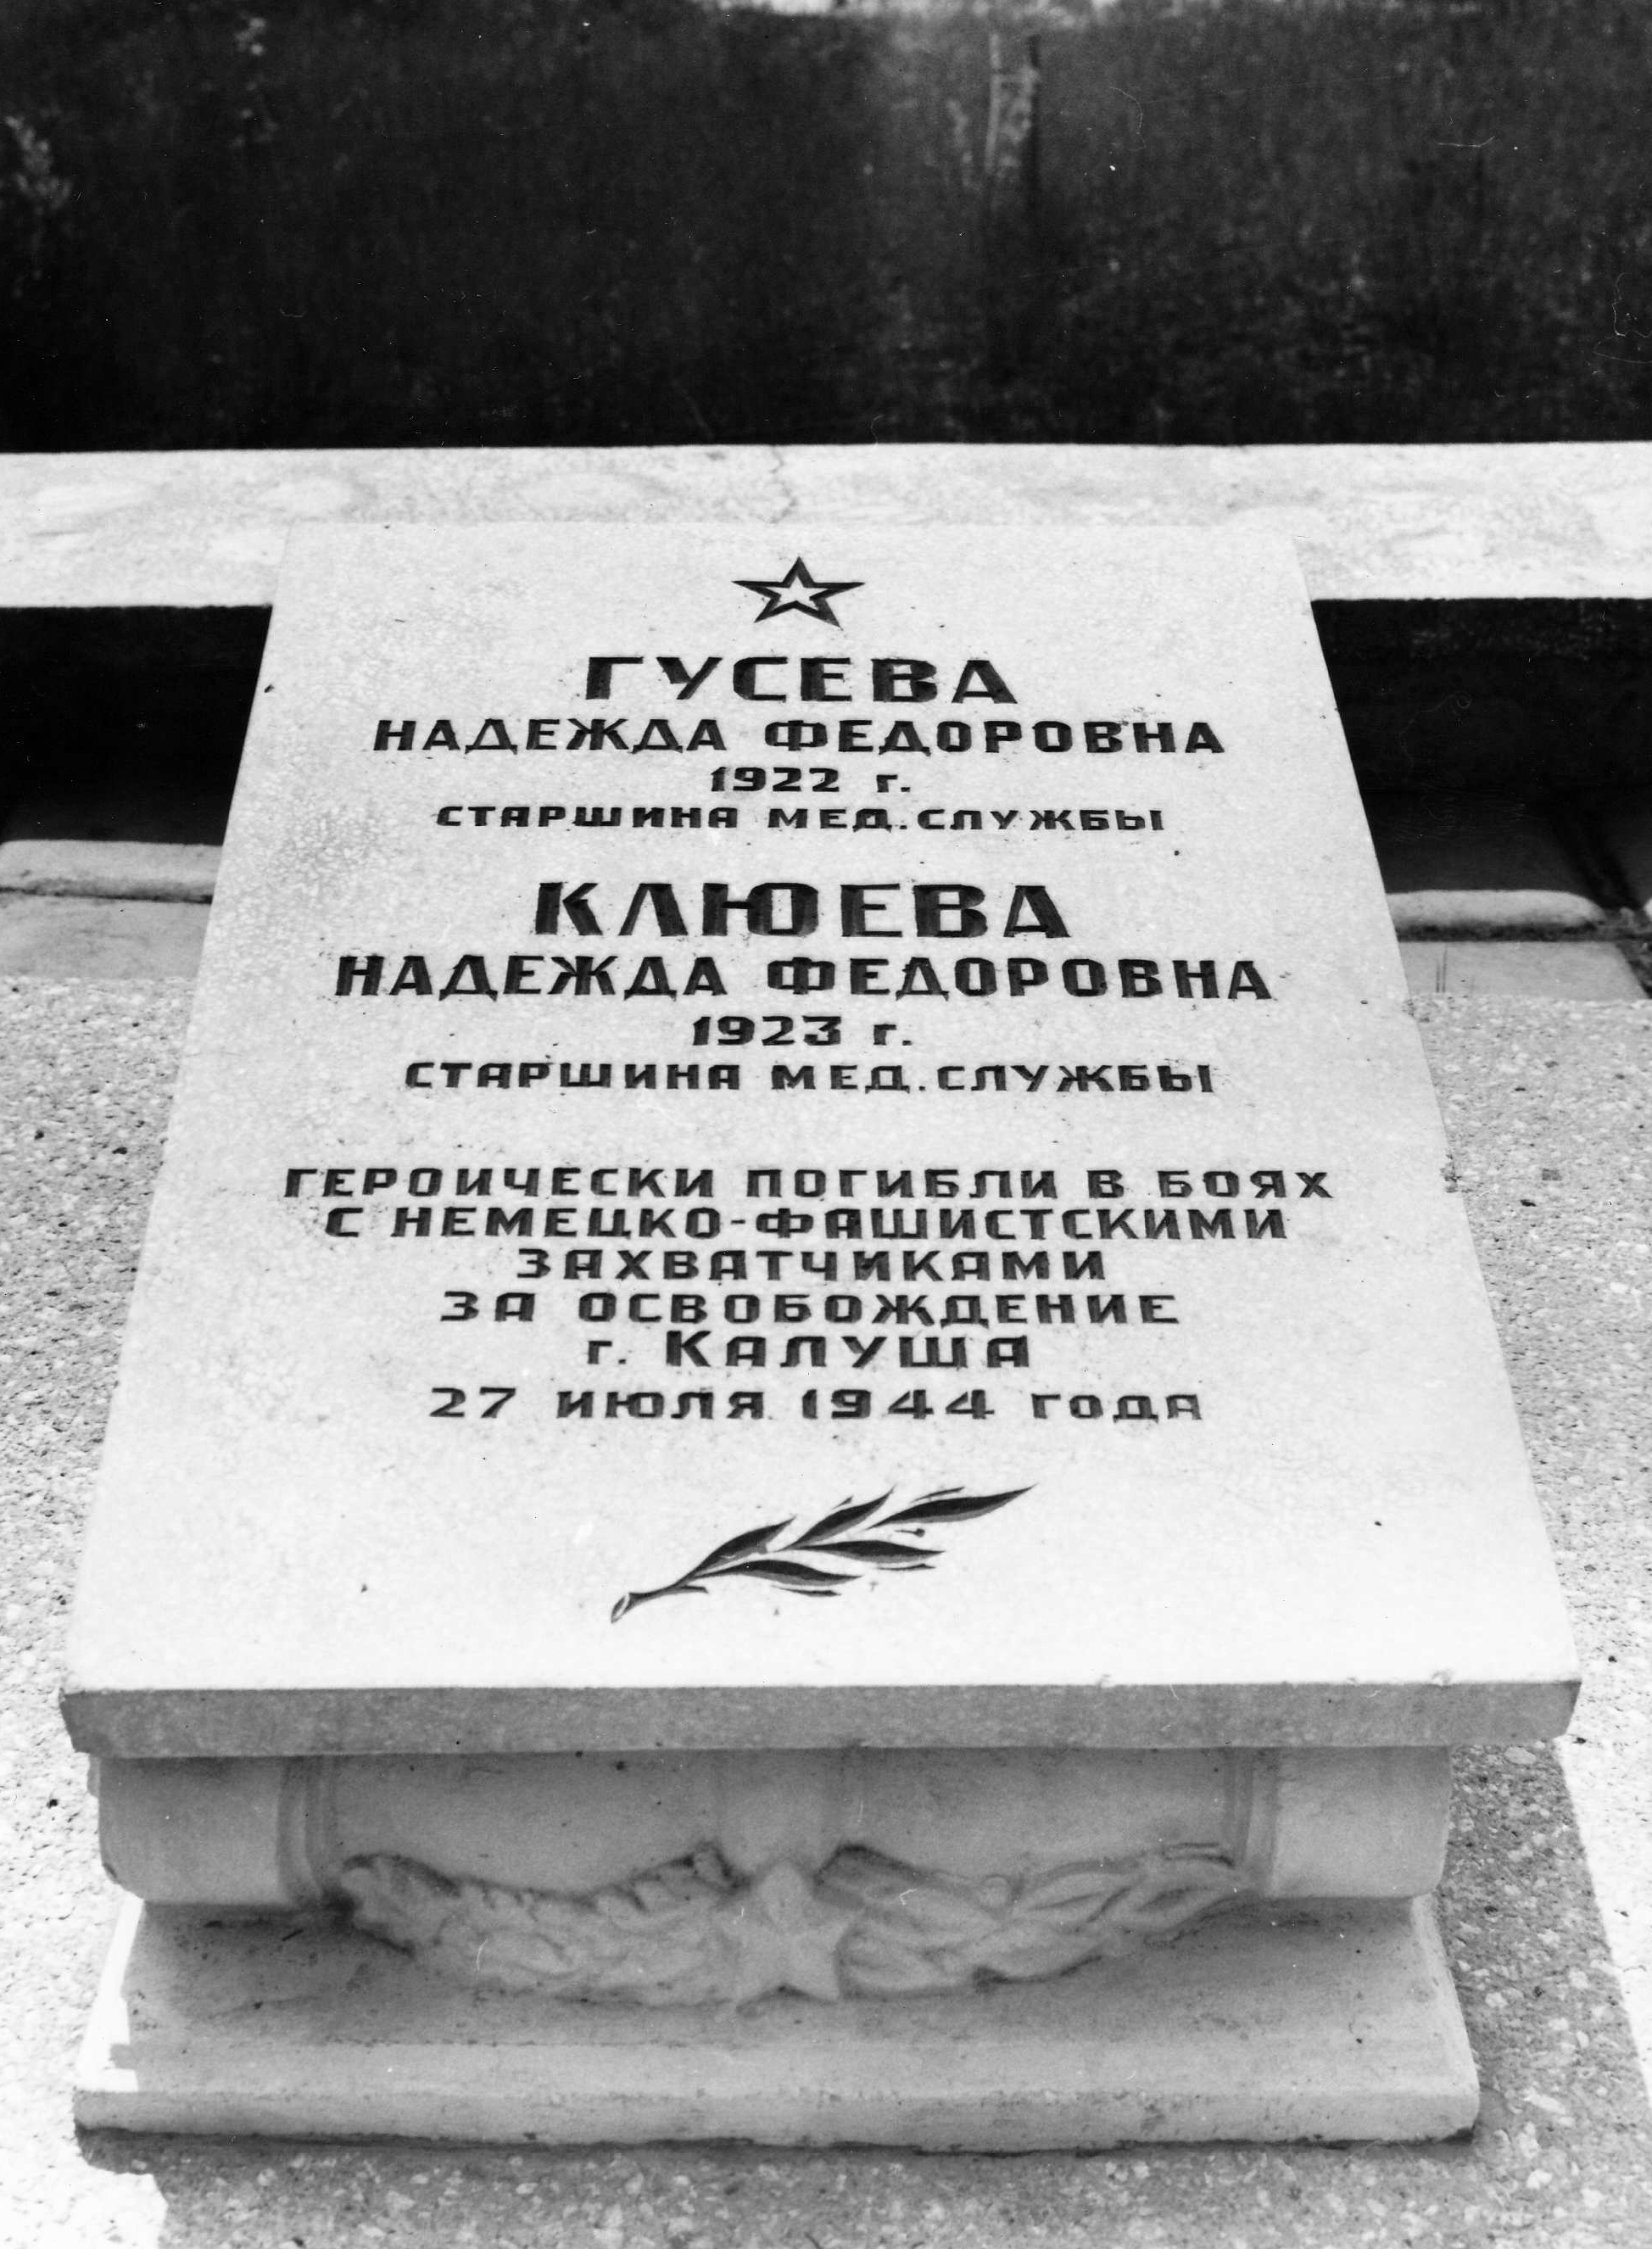 ГУСЕВА
НАДЕЖДА ФЕДОРОВНА
1922 г.
СТАРШИНА МЕД.СЛУЖБЫ
КЛЮЕВА
НАДЕЖДА ФЕДОРОВНА
1923 г.
СТАРШИНА МЕД.СЛУЖБЫ
ГЕРОИЧЕСКИ ПОГИБЛИ В БОЯХ
С НЕМЕЦКО-ФАШИСТСКИМИ
ЗАХВАТЧИКАМИ
ЗА ОСВОБОЖДЕНИЕ
г. КАЛУША
27 ИЮЛЯ 1944 ГОДА